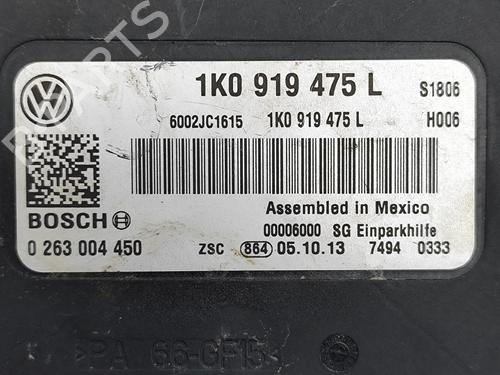 PARTS
1K0 919 475 L S1806
6002JC1615 1K0 919 475 L H006
BOSCH
Assembled in Mexico
00006000 SG Einparkhilfe
0 263 004 450 ZSC 864 05.10.13 7494 0333
>PA 66-GF15<